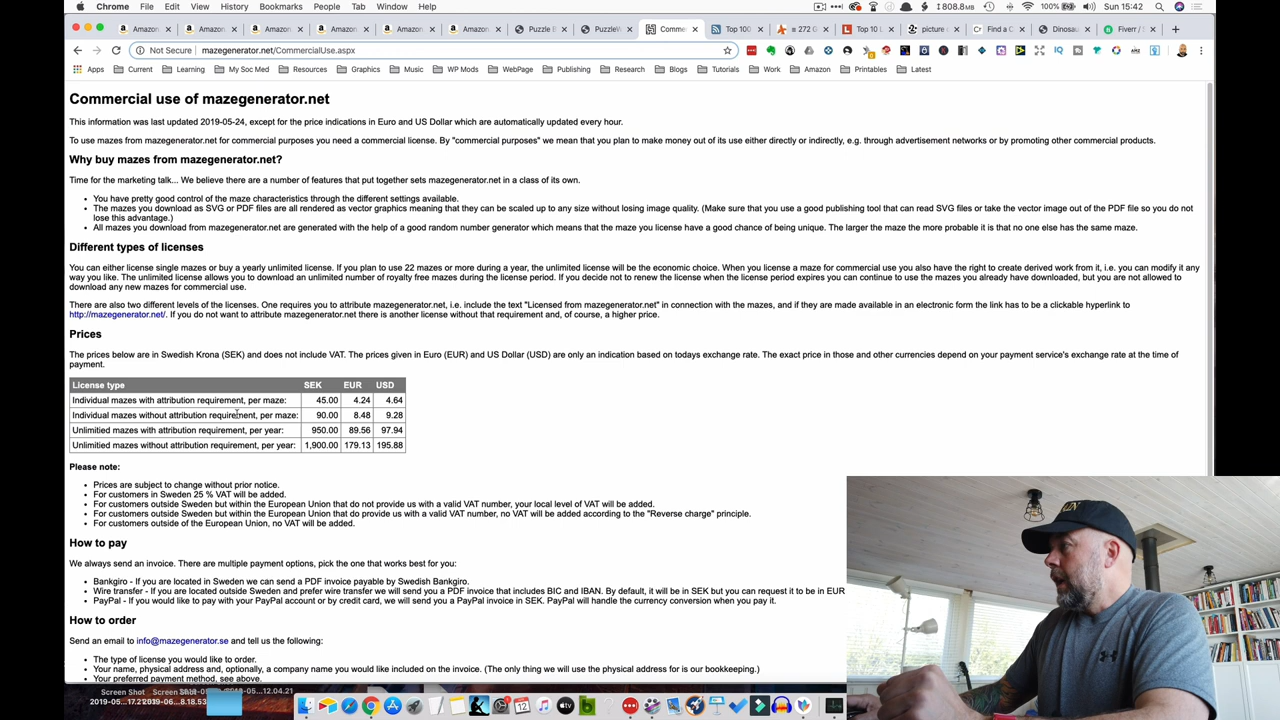 Chrome File Edit View History Bookmarks People Tab Window Help 808.8M 100% Sun 15:42
Amazon Amazon Amazon Amazon Amazon Amazon Puzzle B PuzzleW Comme Top 100 ± 272 G Top 10 L picture Find a C Dinosau Fiverr / S
Not Secure mazegenerator.net/CommercialUse.aspx
Apps Current Learning My Soc Med Resources Graphics Music WP Mods WebPage Publishing Research Blogs Tutorials Work Amazon Printables Latest
Commercial use of mazegenerator.net
This information was last updated 2019-05-24, except for the price indications in Euro and US Dollar which are automatically updated every hour.
To use mazes from mazegenerator.net for commercial purposes you need a commercial license. By "commercial purposes" we mean that you plan to make money out of its use either directly or indirectly, e.g. through advertisement networks or by promoting other commercial products.
Why buy mazes from mazegenerator.net?
Time for the marketing talk... We believe there are a number of features that put together sets mazegenerator.net in a class of its own.
• You have pretty good control of the maze characteristics through the different settings available.
• The mazes you download as SVG or PDF files are all rendered as vector graphics meaning that they can be scaled up to any size without losing image quality. (Make sure that you use a good publishing tool that can read SVG files or take the vector image out of the PDF file so you do not
lose this advantage.)
• All mazes you download from mazegenerator.net are generated with the help of a good random number generator which means that the maze you license have a good chance of being unique. The larger the maze the more probable it is that no one else has the same maze.
Different types of licenses
You can either license single mazes or buy a yearly unlimited license. If you plan to use 22 mazes or more during a year, the unlimited license will be the economic choice. When you license a maze for commercial use you also have the right to create derived work from it, i.e. you can modify it any
way you like. The unlimited license allows you to download an unlimited number of royalty free mazes during the license period. If you decide not to renew the license when the license period expires you can continue to use the mazes you already have downloaded, but you are not allowed to
download any new mazes for commercial use.
There are also two different levels of the licenses. One requires you to attribute mazegenerator.net, i.e. include the text "Licensed from mazegenerator.net" in connection with the mazes, and if they are made available in an electronic form the link has to be a clickable hyperlink to
http://mazegenerator.net/. If you do not want to attribute mazegenerator.net there is another license without that requirement and, of course, a higher price.
Prices
The prices below are in Swedish Krona (SEK) and does not include VAT. The prices given in Euro (EUR) and US Dollar (USD) are only an indication based on todays exchange rate. The exact price in those and other currencies depend on your payment service's exchange rate at the time of
payment.
License type SEK EUR USD
Individual mazes with attribution requirement, per maze: 45.00 4.24 4.64
Individual mazes without attribution requirement, per maze: 90.00 8.48 9.28
Unlimitied mazes with attribution requirement, per year: 950.00 89.56 97.94
Unlimitied mazes without attribution requirement, per year: 1,900.00 179.13 195.88
Please note:
• Prices are subject to change without prior notice.
• For customers in Sweden 25 % VAT will be added.
• For customers outside Sweden but within the European Union that do not provide us with a valid VAT number, your local level of VAT will be added.
• For customers outside Sweden but within the European Union that do provide us with a valid VAT number, no VAT will be added according to the "Reverse charge" principle.
• For customers outside of the European Union, no VAT will be added.
How to pay
We always send an invoice. There are multiple payment options, pick the one that works best for you:
• Bankgiro - If you are located in Sweden we can send a PDF invoice payable by Swedish Bankgiro.
• Wire transfer - If you are located outside Sweden and prefer wire transfer we will send you a PDF invoice that includes BIC and IBAN. By default, it will be in SEK but you can request it to be in EUR
• PayPal - If you would like to pay with your PayPal account or by credit card, we will send you a PayPal invoice in SEK. PayPal will handle the currency conversion when you pay it.
How to order
Send an email to info@mazegenerator.se and tell us the following:
• The type of license you would like to order.
• Your name, physical address and, optionally, a company name you would like included on the invoice. (The only thing we will use the physical address for is our bookkeeping.)
• Your preferred payment method, see above.
Screen Shot